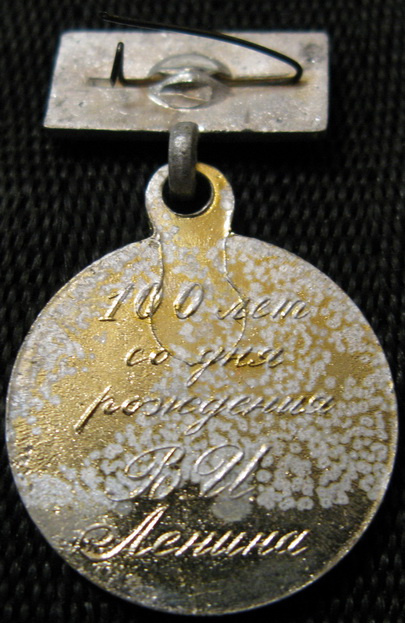 100 лет
со дня
рождения
В И
Ленина